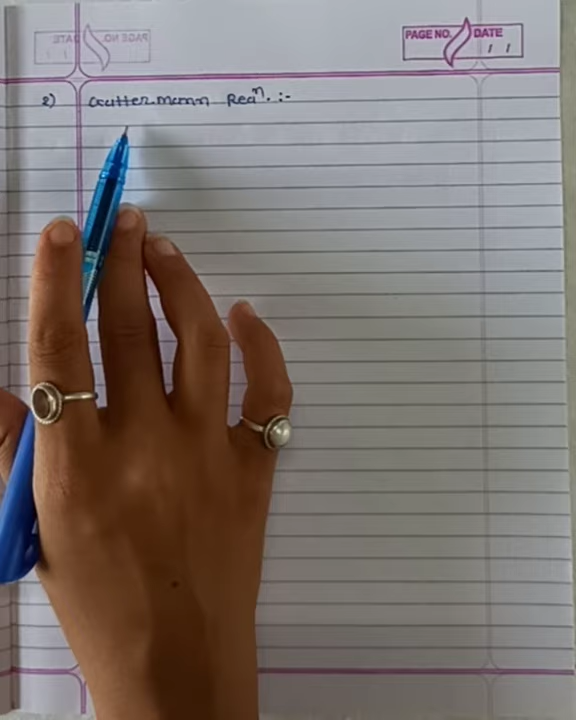 PAGE NO. DATE
/ /
2) Gattermann Reaⁿ. :-